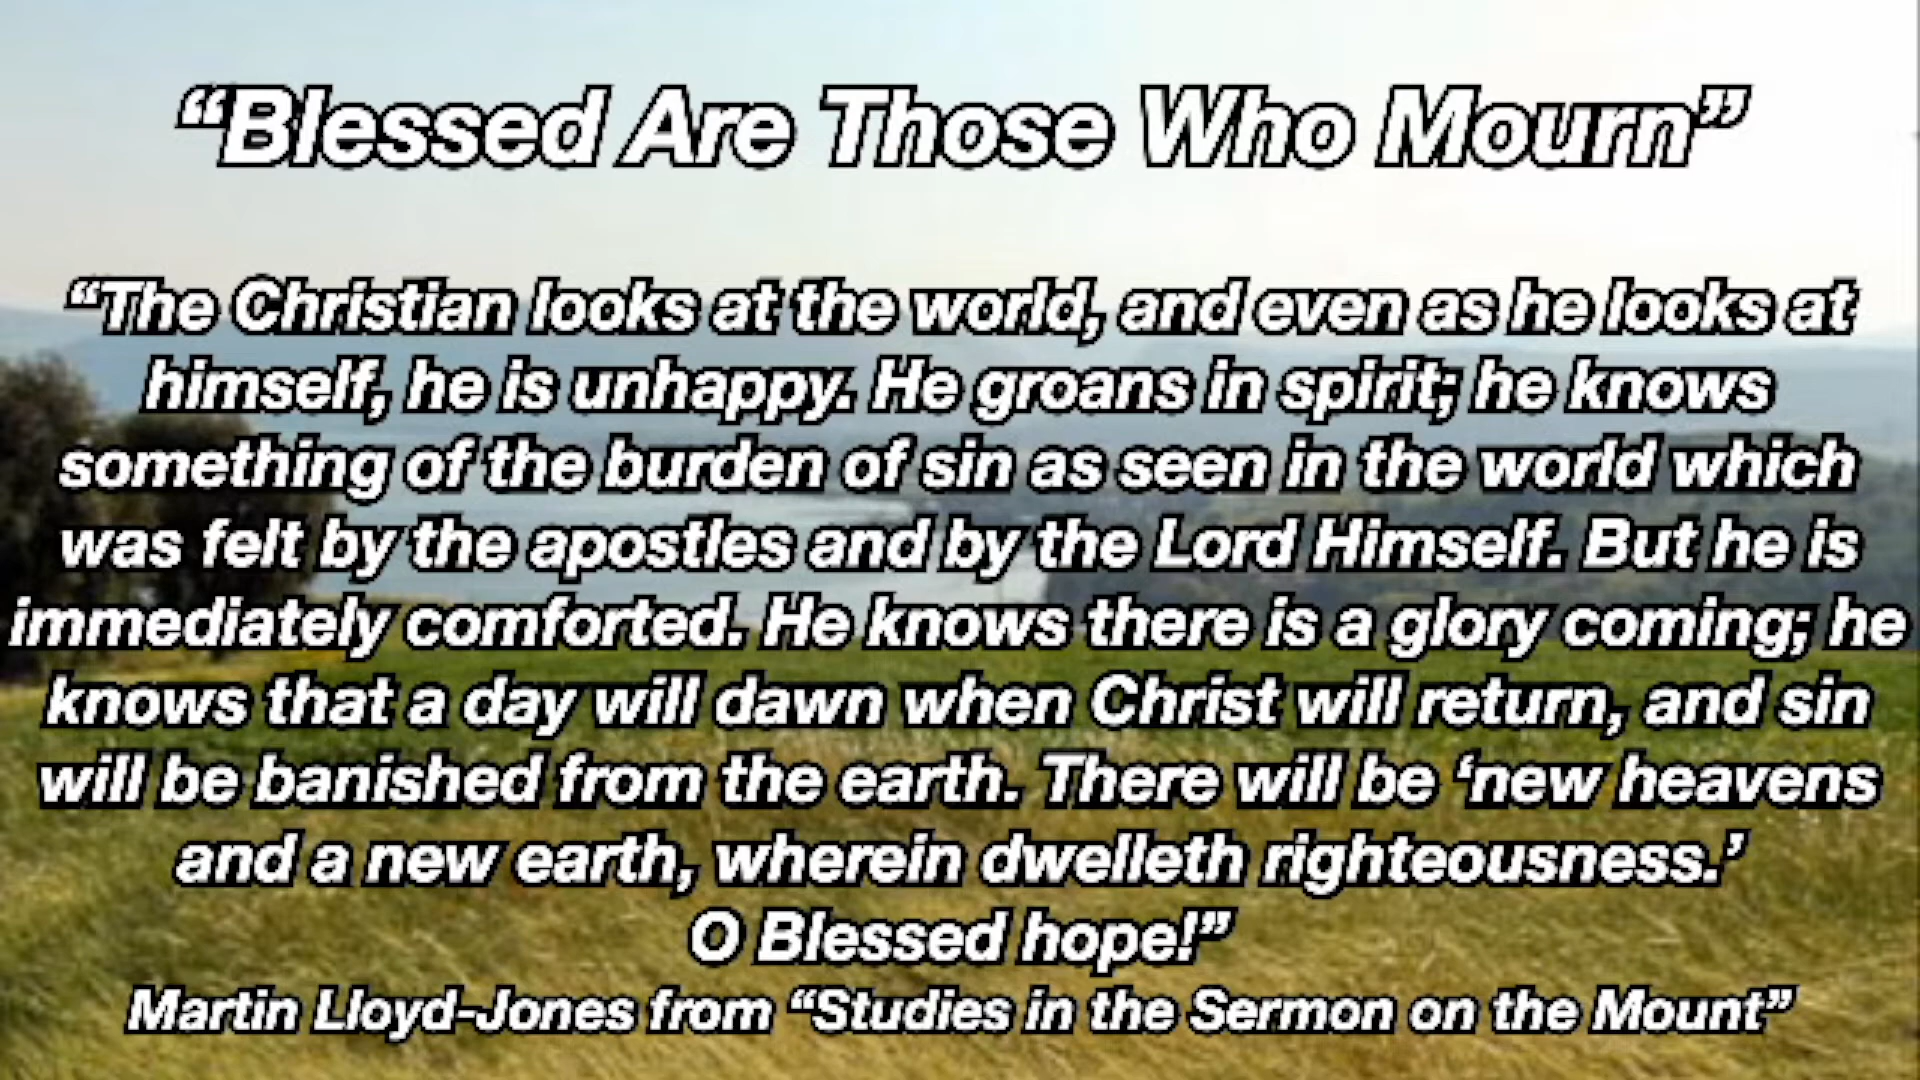 “Blessed Are Those Who Mourn”
“The Christian looks at the world, and even as he looks at
himself, he is unhappy. He groans in spirit; he knows
something of the burden of sin as seen in the world which
was felt by the apostles and by the Lord Himself. But he is
immediately comforted. He knows there is a glory coming; he
knows that a day will dawn when Christ will return, and sin
will be banished from the earth. There will be ‘new heavens
and a new earth, wherein dwelleth righteousness.’
O Blessed hope!”
Martin Lloyd-Jones from “Studies in the Sermon on the Mount”